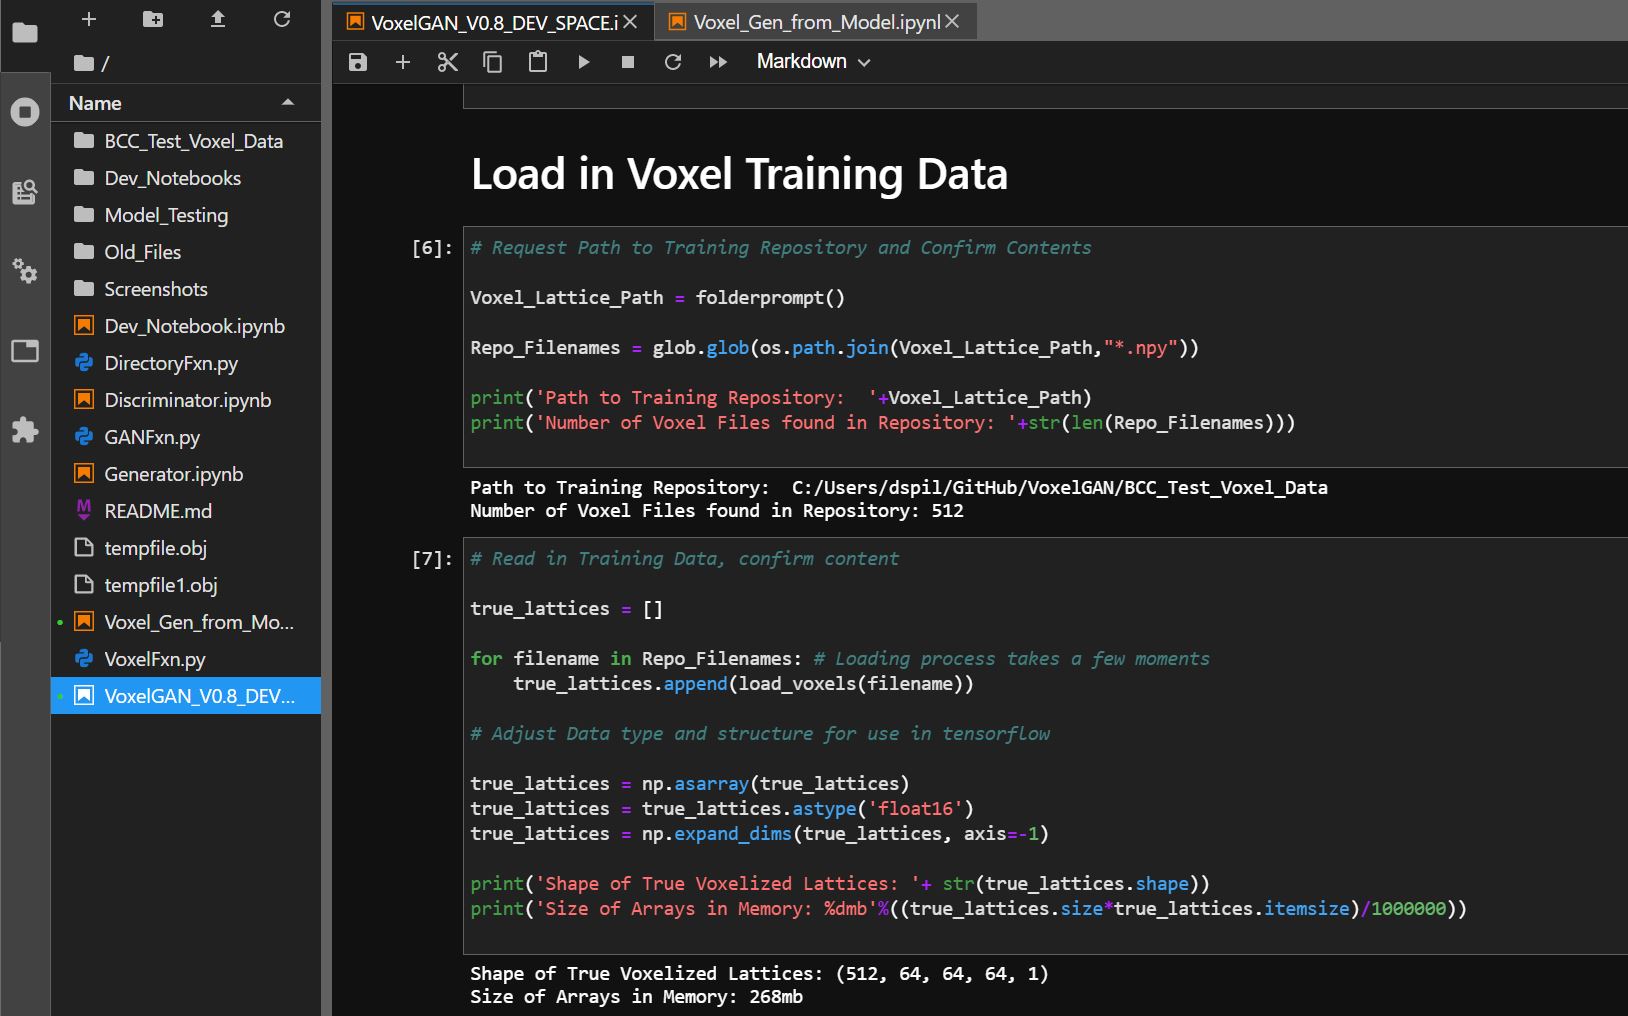 VoxelGAN_V0.8_DEV_SPACE.i
Voxel_Gen_from_Model.ipynl
Markdown
/
Name
BCC_Test_Voxel_Data
Dev_Notebooks
Model_Testing
Old_Files
Screenshots
Dev_Notebook.ipynb
DirectoryFxn.py
Discriminator.ipynb
GANFxn.py
Generator.ipynb
README.md
tempfile.obj
tempfile1.obj
Voxel_Gen_from_Mo...
VoxelFxn.py
VoxelGAN_V0.8_DEV...
Load in Voxel Training Data
[6]:
# Request Path to Training Repository and Confirm Contents
Voxel_Lattice_Path = folderprompt()
Repo_Filenames = glob.glob(os.path.join(Voxel_Lattice_Path,"*.npy"))
print('Path to Training Repository:  '+Voxel_Lattice_Path)
print('Number of Voxel Files found in Repository: '+str(len(Repo_Filenames)))
Path to Training Repository:  C:/Users/dspil/GitHub/VoxelGAN/BCC_Test_Voxel_Data
Number of Voxel Files found in Repository: 512
[7]:
# Read in Training Data, confirm content
true_lattices = []
for filename in Repo_Filenames: # Loading process takes a few moments
    true_lattices.append(load_voxels(filename))
# Adjust Data type and structure for use in tensorflow
true_lattices = np.asarray(true_lattices)
true_lattices = true_lattices.astype('float16')
true_lattices = np.expand_dims(true_lattices, axis=-1)
print('Shape of True Voxelized Lattices: '+ str(true_lattices.shape))
print('Size of Arrays in Memory: %dmb'%((true_lattices.size*true_lattices.itemsize)/1000000))
Shape of True Voxelized Lattices: (512, 64, 64, 64, 1)
Size of Arrays in Memory: 268mb